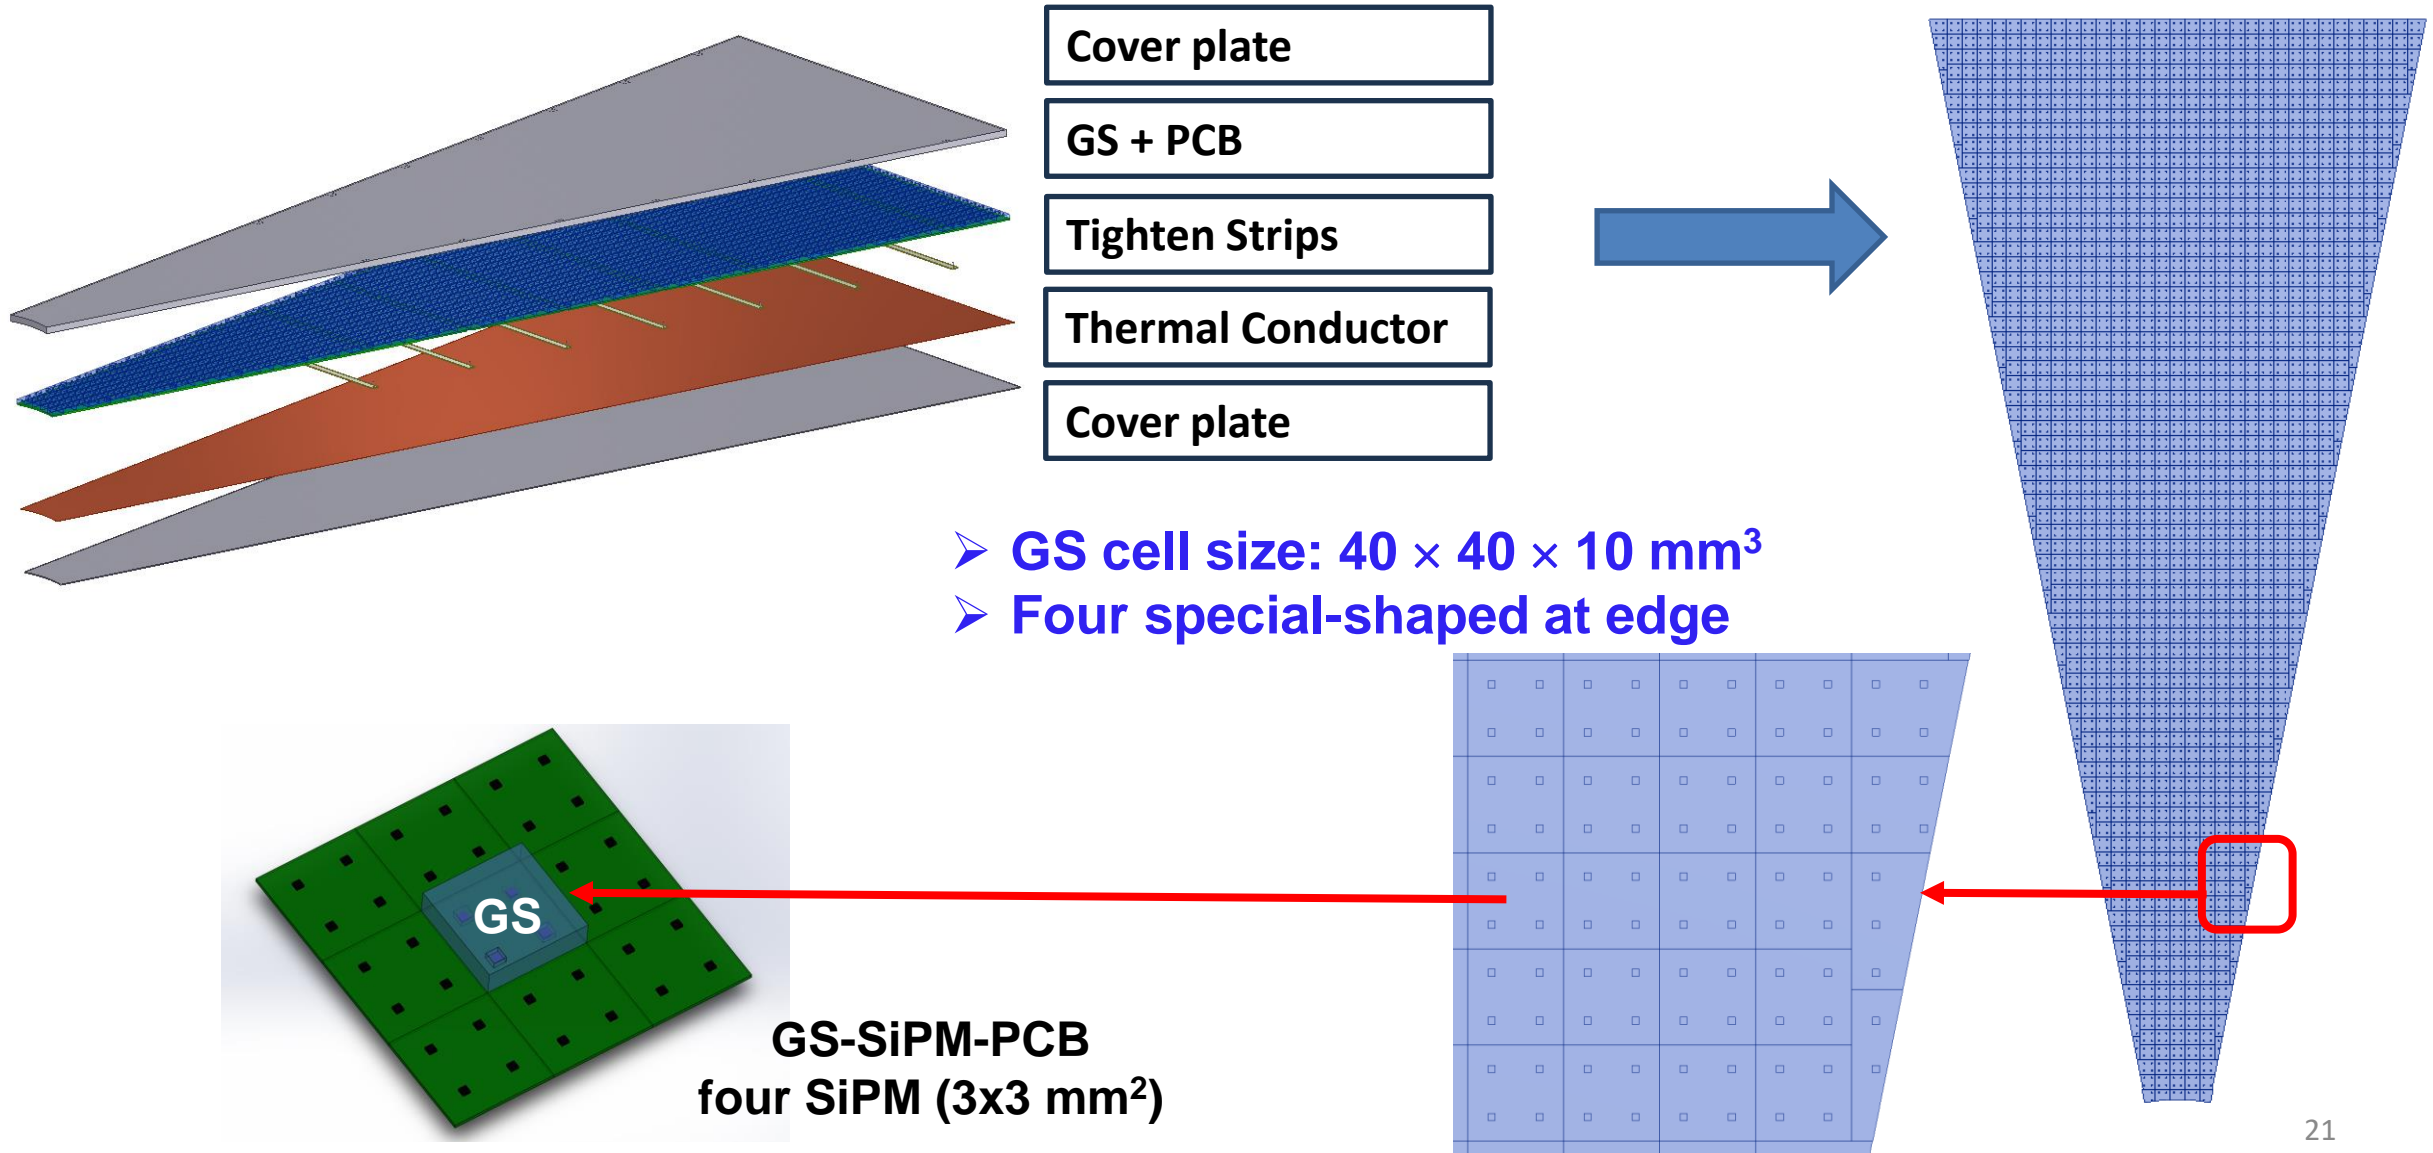 Cover plate
GS + PCB
Tighten Strips
Thermal Conductor
Cover plate
➢ GS cell size: 40 × 40 × 10 mm³
➢ Four special-shaped at edge
GS
GS-SiPM-PCB
four SiPM (3x3 mm²)
21